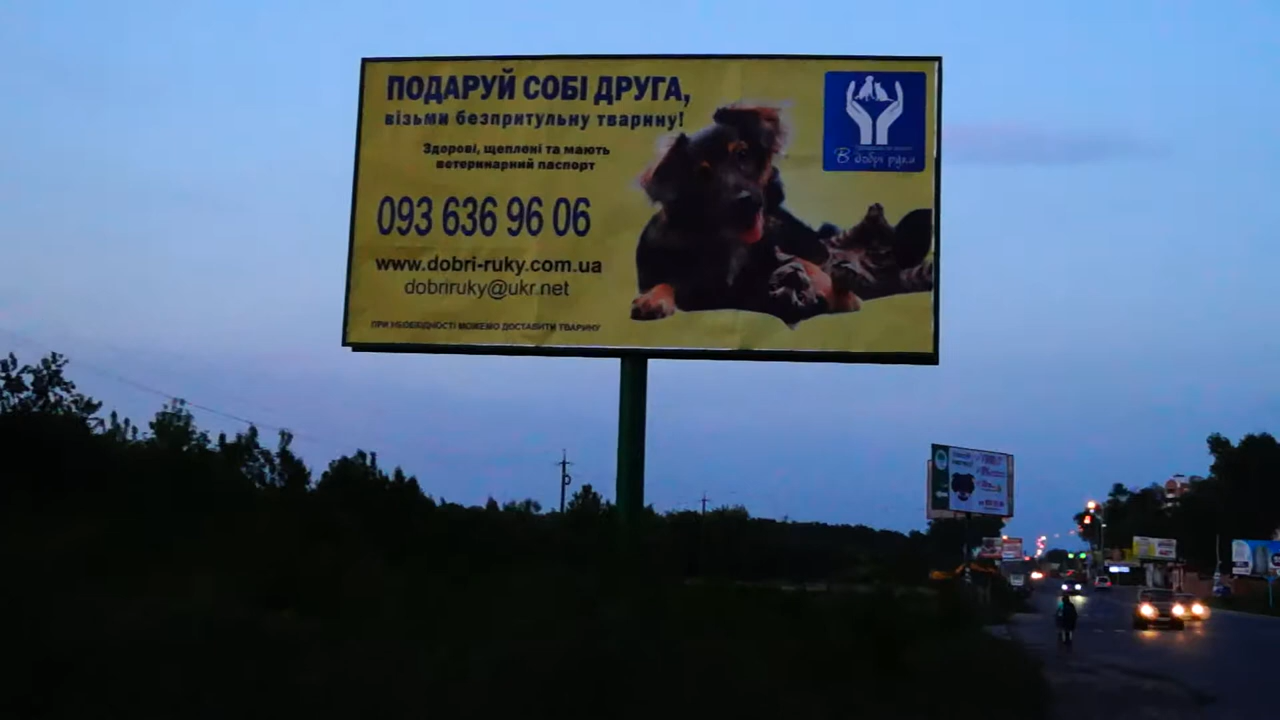 ПОДАРУЙ СОБІ ДРУГА,
візьми безпритульну тварину!
Здорові, щеплені та мають
ветеринарний паспорт
093 636 96 06
www.dobri-ruky.com.ua
dobriruky@ukr.net
ПРИ НЕОБХІДНОСТІ МОЖЕМО ДОСТАВИТИ ТВАРИНУ
В добрі руки